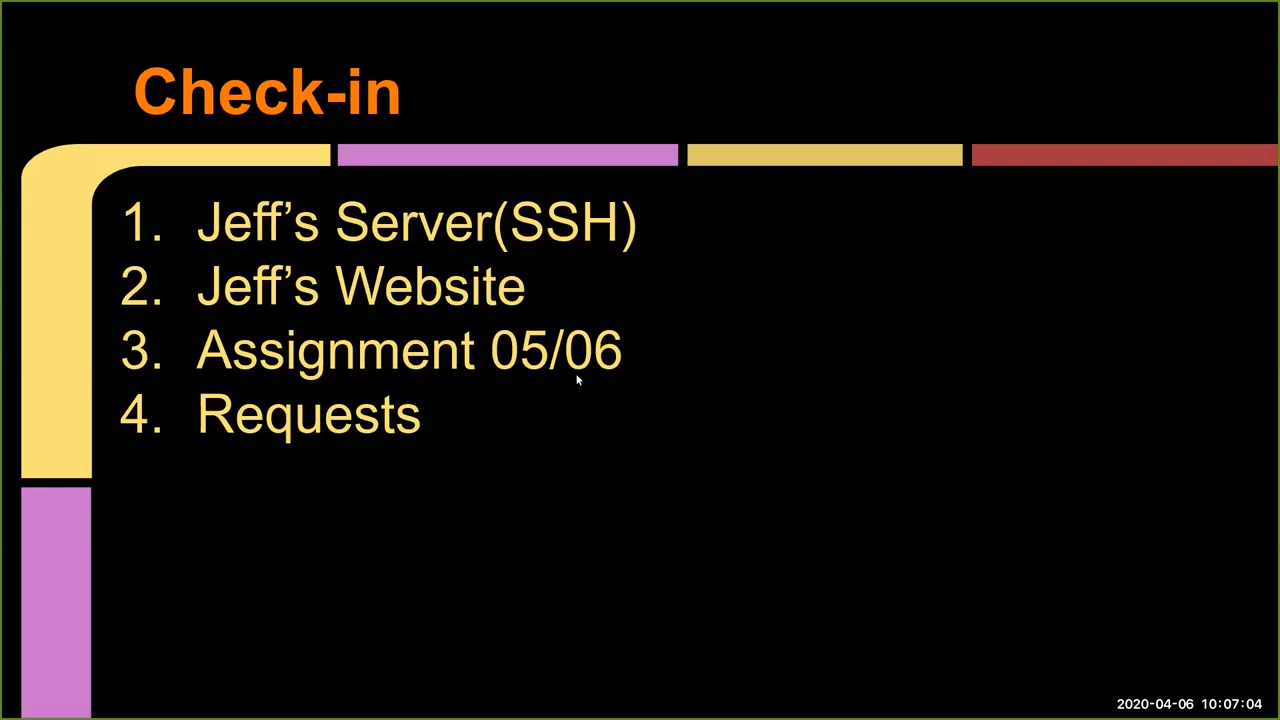 Check-in
1. Jeff’s Server(SSH)
2. Jeff’s Website
3. Assignment 05/06
4. Requests
2020-04-06 10:07:04